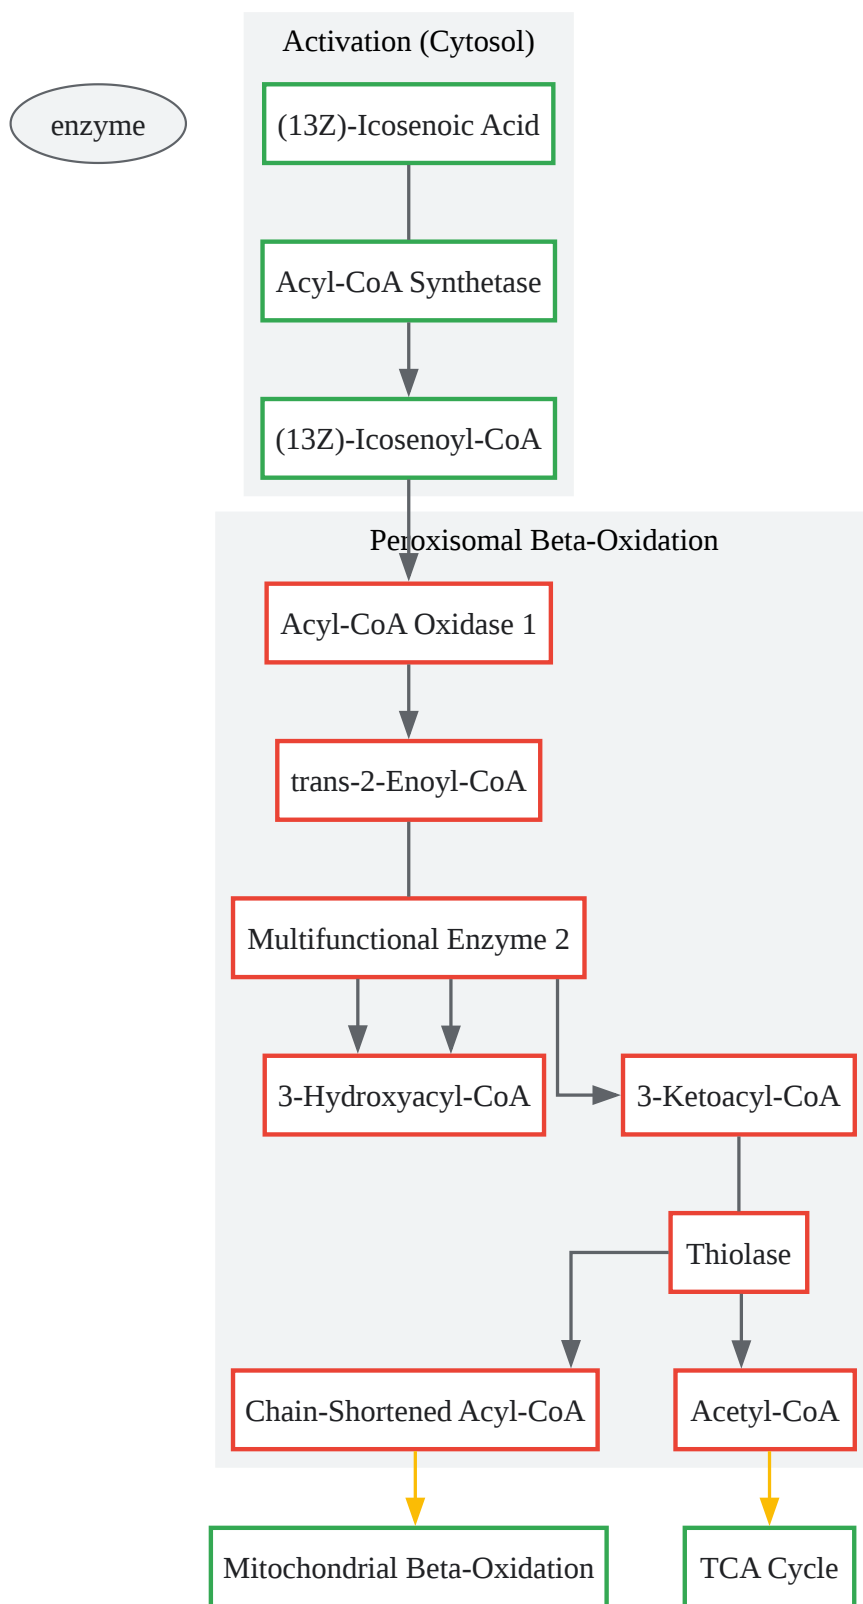 Activation (Cytosol)
enzyme
(13Z)-Icosenoic Acid
Acyl-CoA Synthetase
(13Z)-Icosenoyl-CoA
Peroxisomal Beta-Oxidation
Acyl-CoA Oxidase 1
trans-2-Enoyl-CoA
Multifunctional Enzyme 2
3-Hydroxyacyl-CoA
3-Ketoacyl-CoA
Thiolase
Chain-Shortened Acyl-CoA
Acetyl-CoA
Mitochondrial Beta-Oxidation
TCA Cycle